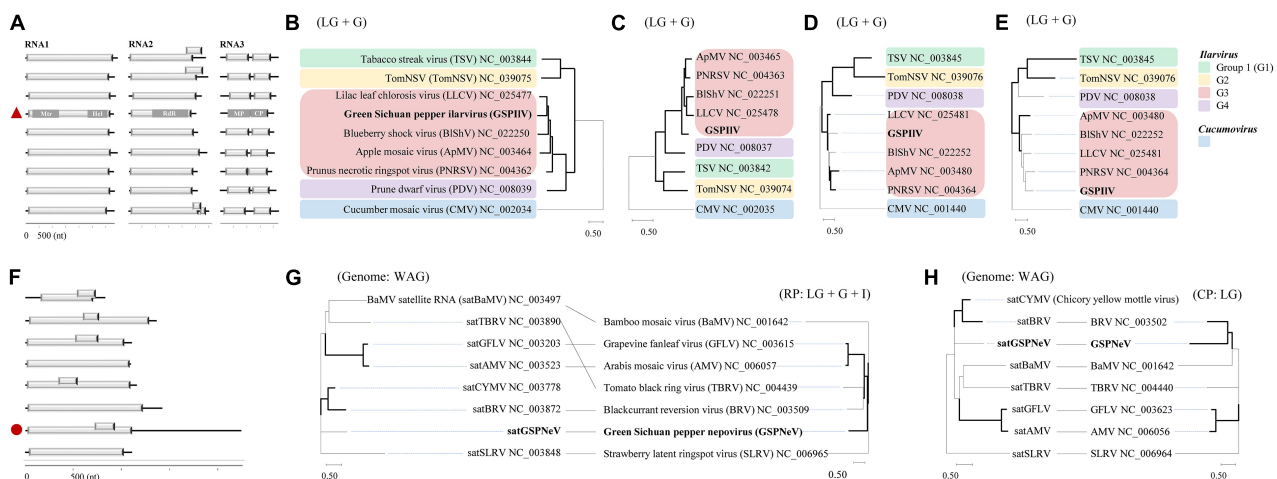 A
RNA1
RNA2
RNA3
Mtr
Hel
RdR
MP
CP
0
500 (nt)
B
(LG + G)
Tabacco streak virus (TSV) NC_003844
TomNSV (TomNSV) NC_039075
Lilac leaf chlorosis virus (LLCV) NC_025477
Green Sichuan pepper ilarvirus (GSPIlV)
Blueberry shock virus (BlShV) NC_022250
Apple mosaic virus (ApMV) NC_003464
Prunus necrotic ringspot virus (PNRSV) NC_004362
Prune dwarf virus (PDV) NC_008039
Cucumber mosaic virus (CMV) NC_002034
0.50
C
(LG + G)
ApMV NC_003465
PNRSV NC_004363
BlShV NC_022251
LLCV NC_025478
GSPIlV
PDV NC_008037
TSV NC_003842
TomNSV NC_039074
CMV NC_002035
0.50
D
(LG + G)
TSV NC_003845
TomNSV NC_039076
PDV NC_008038
LLCV NC_025481
GSPIlV
BlShV NC_022252
ApMV NC_003480
PNRSV NC_004364
CMV NC_001440
0.50
E
(LG + G)
TSV NC_003845
TomNSV NC_039076
PDV NC_008038
ApMV NC_003480
BlShV NC_022252
LLCV NC_025481
PNRSV NC_004364
GSPIlV
CMV NC_001440
0.50
Ilarvirus
Group 1 (G1)
G2
G3
G4
Cucumovirus
F
0
500 (nt)
G
(Genome: WAG)
(RP: LG + G + I)
BaMV satellite RNA (satBaMV) NC_003497
satTBRV NC_003890
satGFLV NC_003203
satAMV NC_003523
satCYMV NC_003778
satBRV NC_003872
satGSPNeV
satSLRV NC_003848
Bamboo mosaic virus (BaMV) NC_001642
Grapevine fanleaf virus (GFLV) NC_003615
Arabis mosaic virus (AMV) NC_006057
Tomato black ring virus (TBRV) NC_004439
Blackcurrant reversion virus (BRV) NC_003509
Green Sichuan pepper nepovirus (GSPNeV)
Strawberry latent ringspot virus (SLRV) NC_006965
0.50
0.50
H
(Genome: WAG)
(CP: LG)
satCYMV (Chicory yellow mottle virus)
satBRV
BRV NC_003502
satGSPNeV
GSPNeV
satBaMV
BaMV NC_001642
satTBRV
TBRV NC_004440
satGFLV
GFLV NC_003623
satAMV
AMV NC_006056
satSLRV
SLRV NC_006964
0.50
0.50